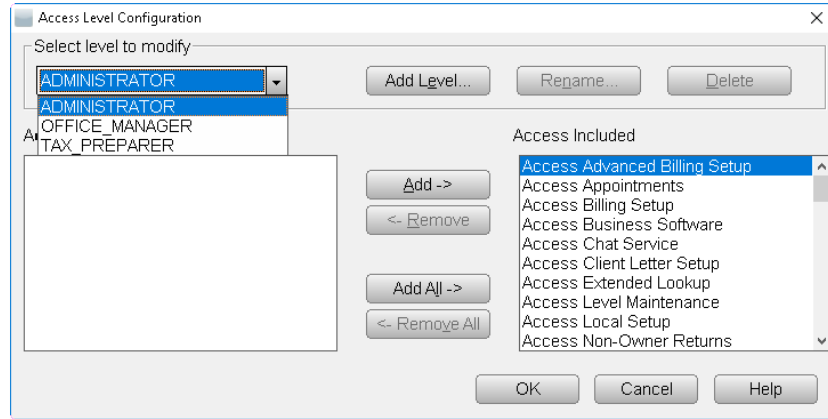 Access Level Configuration
Select level to modify
ADMINISTRATOR
Add Level...
Rename...
Delete
ADMINISTRATOR
OFFICE_MANAGER
TAX_PREPARER
Access Included
Add ->
<- Remove
Add All ->
<- Remove All
Access Advanced Billing Setup
Access Appointments
Access Billing Setup
Access Business Software
Access Chat Service
Access Client Letter Setup
Access Extended Lookup
Access Level Maintenance
Access Local Setup
Access Non-Owner Returns
OK
Cancel
Help